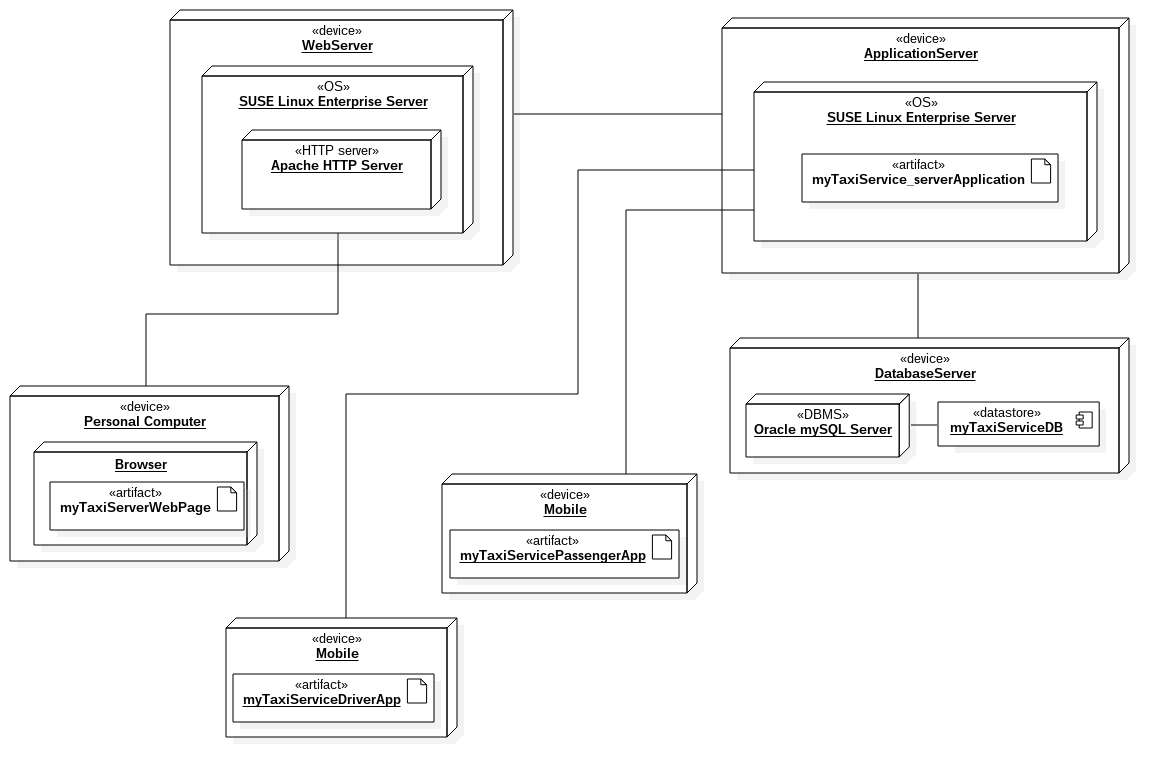 «device»
WebServer
«OS»
SUSE Linux Enterprise Server
«HTTP server»
Apache HTTP Server
«device»
ApplicationServer
«OS»
SUSE Linux Enterprise Server
«artifact»
myTaxiService_serverApplication
«device»
DatabaseServer
«DBMS»
Oracle mySQL Server
«datastore»
myTaxiServiceDB
«device»
Personal Computer
Browser
«artifact»
myTaxiServerWebPage
«device»
Mobile
«artifact»
myTaxiServicePassengerApp
«device»
Mobile
«artifact»
myTaxiServiceDriverApp